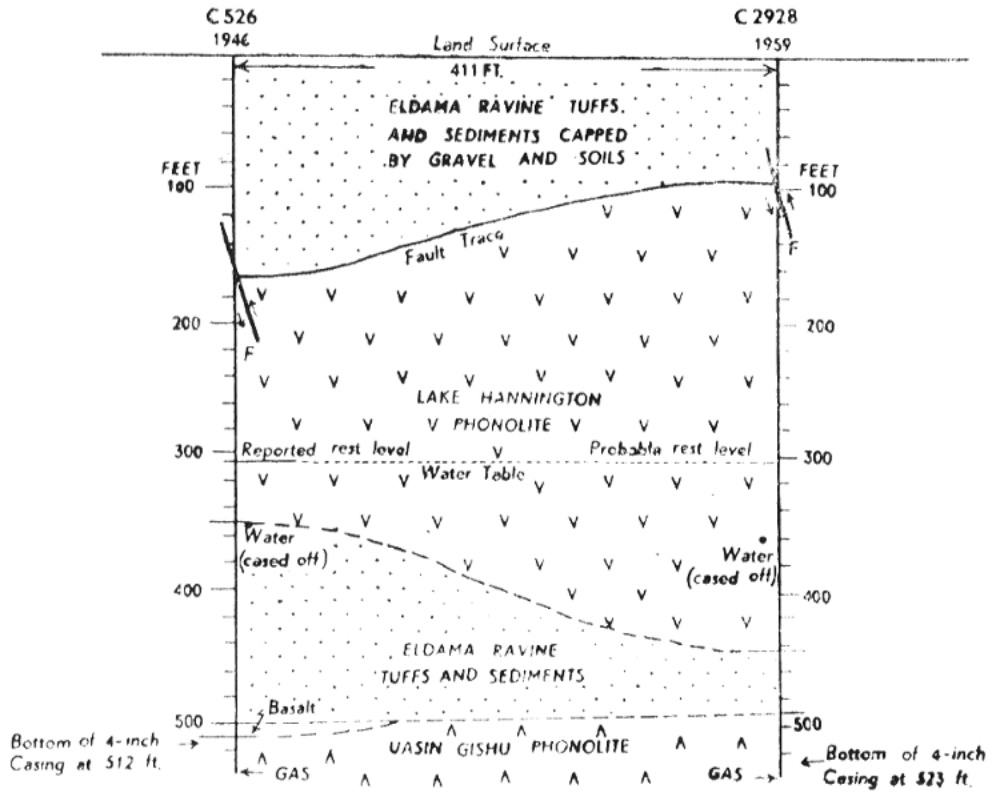 C 526
C 2928
1946
Land Surface
1959
411 FT.
ELDAMA RAVINE TUFFS.
AND SEDIMENTS CAPPED
BY GRAVEL AND SOILS
FEET
FEET
100
100
Fault Trace
F
200
200
F
LAKE HANNINGTON
PHONOLITE
300
Reported rest level
Probable rest level
300
Water Table
Water
(cased off)
Water
(cased off)
400
400
ELDAMA RAVINE
TUFFS AND SEDIMENTS
Basalt
500
500
Bottom of 4-inch
Casing at 512 ft.
UASIN GISHU PHONOLITE
Bottom of 4-inch
Casing at 523 ft.
GAS
GAS